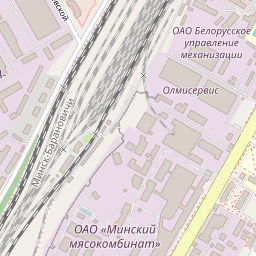 ОАО Белорусское
управление
механизации
Олмисервис
Минск-Барановичи
ОАО «Минский
мясокомбинат»